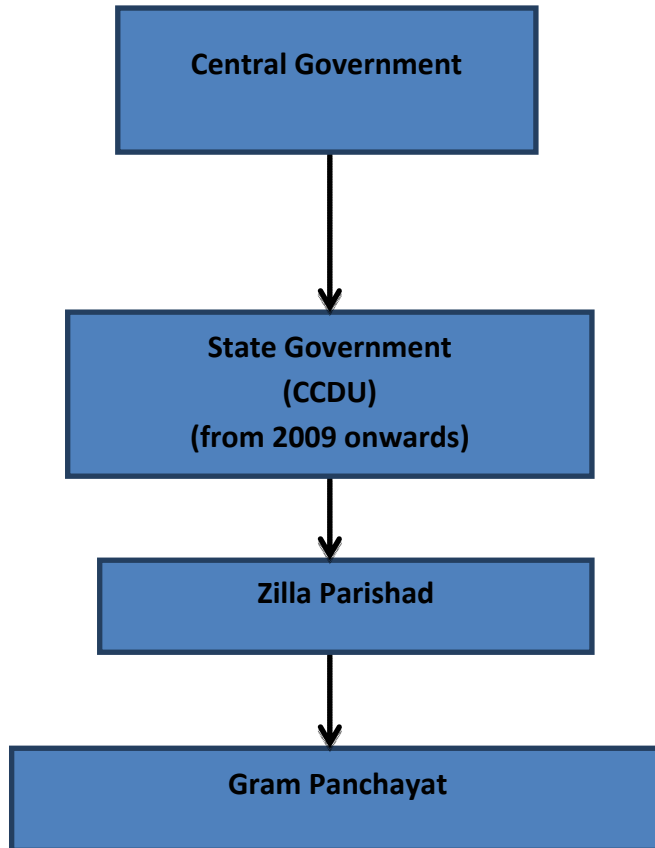 Central Government
State Government
(CCDU)
(from 2009 onwards)
Zilla Parishad
Gram Panchayat